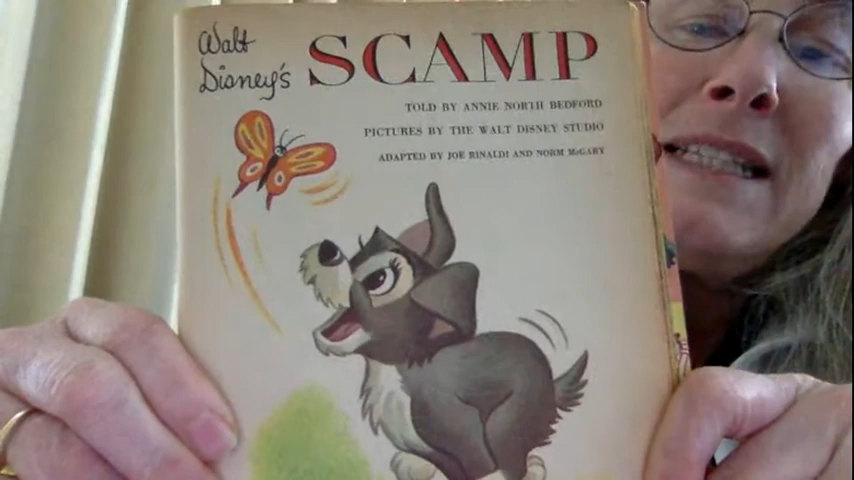 Walt
Disney's SCAMP
TOLD BY ANNIE NORTH BEDFORD
PICTURES BY THE WALT DISNEY STUDIO
ADAPTED BY JOE RINALDI AND NORM McGARY